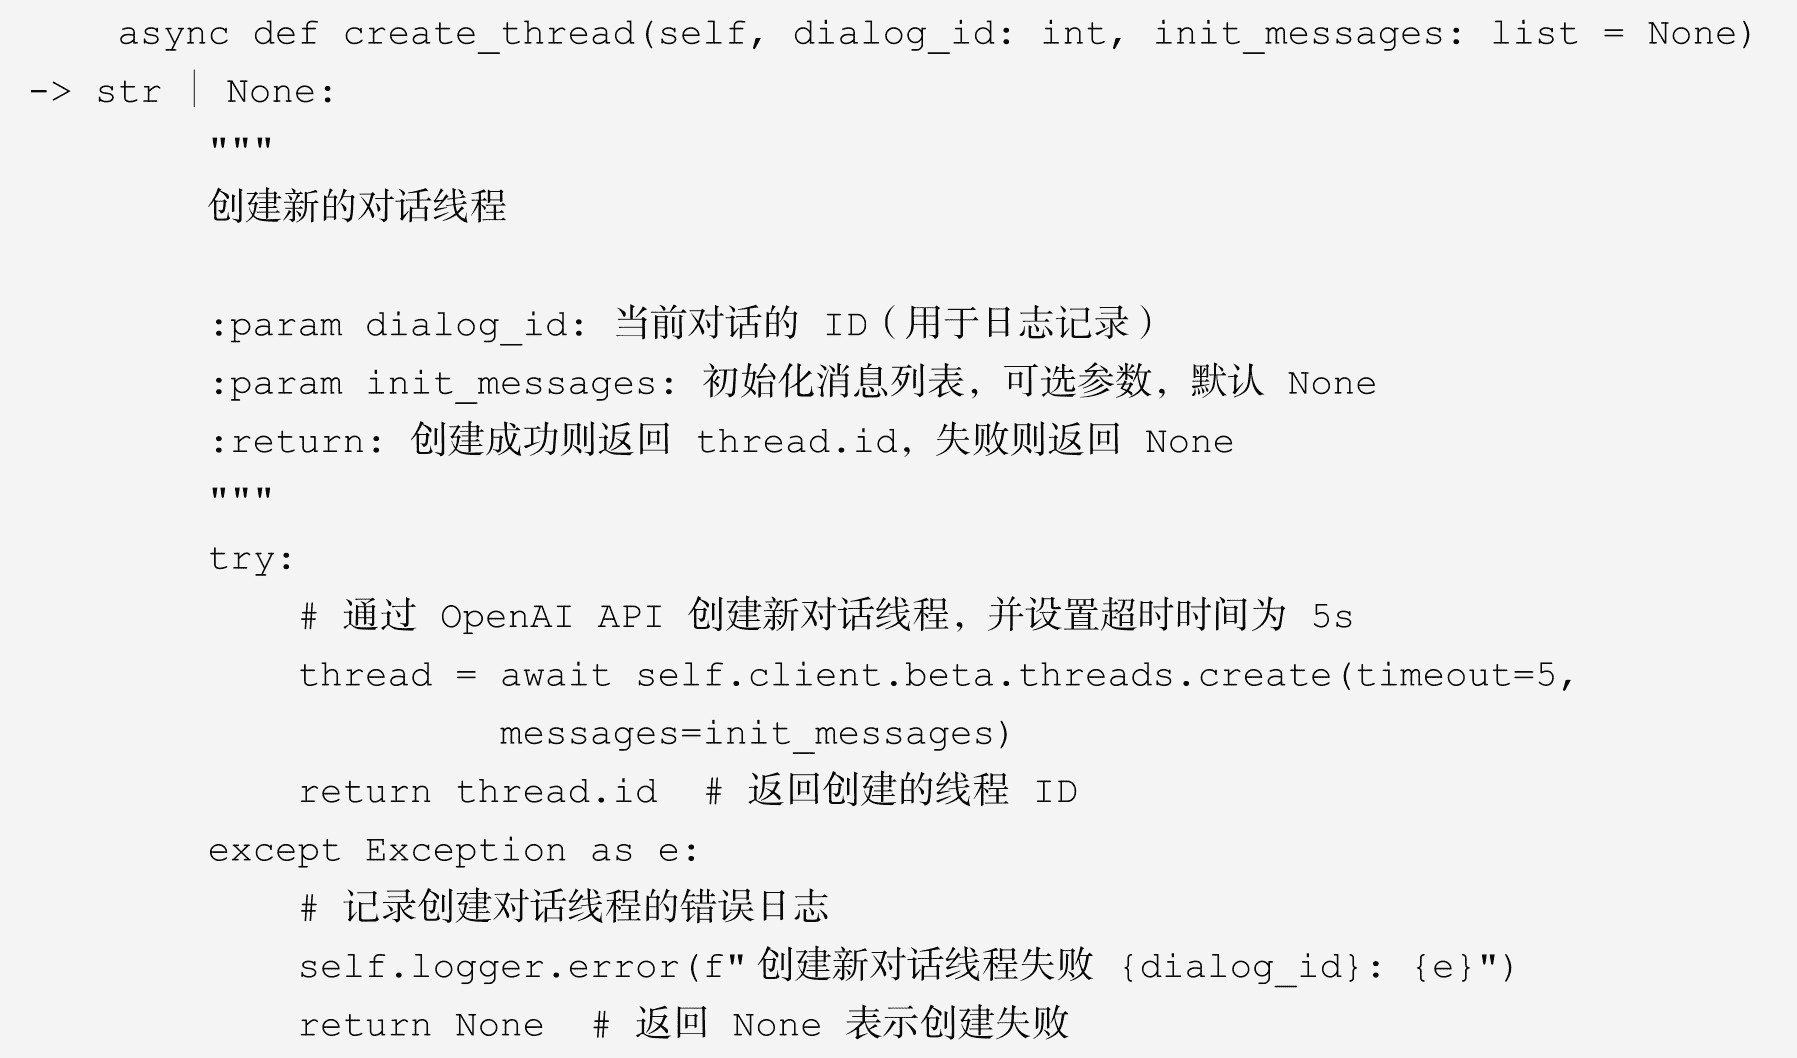 async def create_thread(self, dialog_id: int, init_messages: list = None)
-> str | None:
        """
        创建新的对话线程

        :param dialog_id: 当前对话的 ID（用于日志记录）
        :param init_messages: 初始化消息列表，可选参数，默认 None
        :return: 创建成功则返回 thread.id，失败则返回 None
        """
        try:
            # 通过 OpenAI API 创建新对话线程，并设置超时时间为 5s
            thread = await self.client.beta.threads.create(timeout=5,
                     messages=init_messages)
            return thread.id  # 返回创建的线程 ID
        except Exception as e:
            # 记录创建对话线程的错误日志
            self.logger.error(f"创建新对话线程失败 {dialog_id}: {e}")
            return None  # 返回 None 表示创建失败